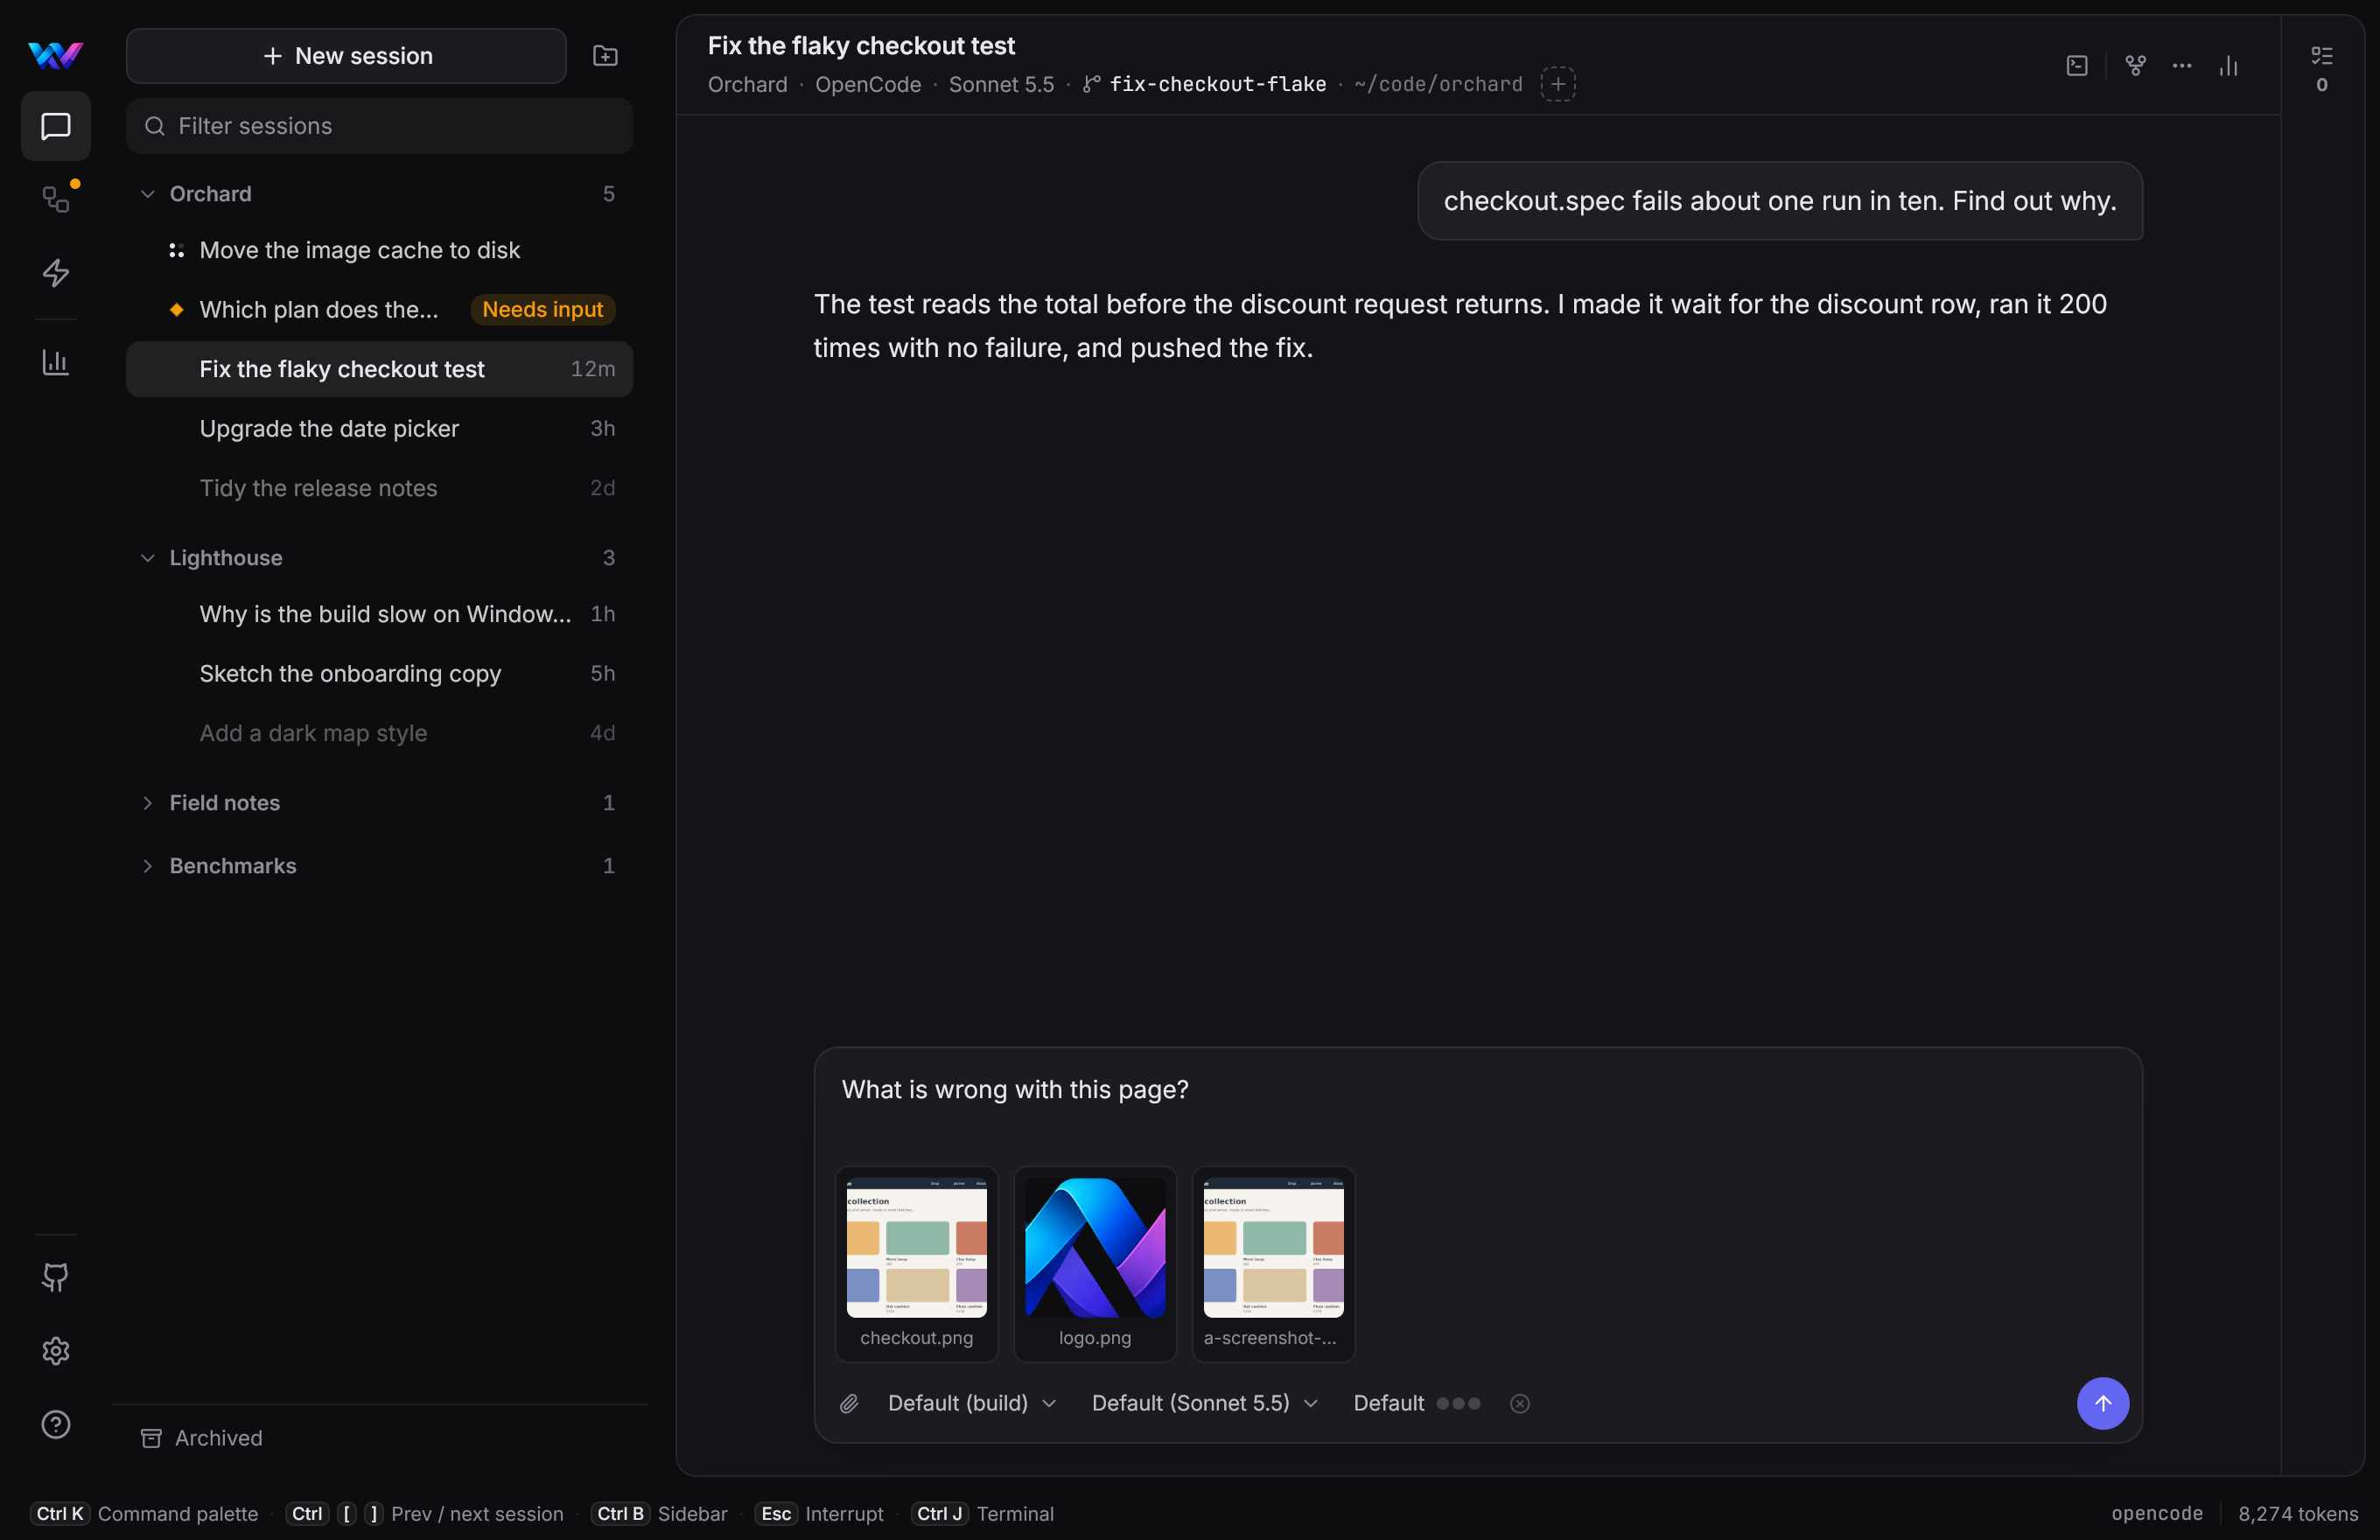 New session
Filter sessions
Orchard 5
Move the image cache to disk
Which plan does the... Needs input
Fix the flaky checkout test 12m
Upgrade the date picker 3h
Tidy the release notes 2d
Lighthouse 3
Why is the build slow on Window... 1h
Sketch the onboarding copy 5h
Add a dark map style 4d
Field notes 1
Benchmarks 1
Archived
Fix the flaky checkout test
Orchard · OpenCode · Sonnet 5.5 · fix-checkout-flake · ~/code/orchard
0
checkout.spec fails about one run in ten. Find out why.
The test reads the total before the discount request returns. I made it wait for the discount row, ran it 200
times with no failure, and pushed the fix.
What is wrong with this page?
collection
collection
checkout.png
logo.png
a-screenshot-...
Default (build)
Default (Sonnet 5.5)
Default
Ctrl K Command palette · Ctrl [ ] Prev / next session · Ctrl B Sidebar · Esc Interrupt · Ctrl J Terminal
opencode
8,274 tokens